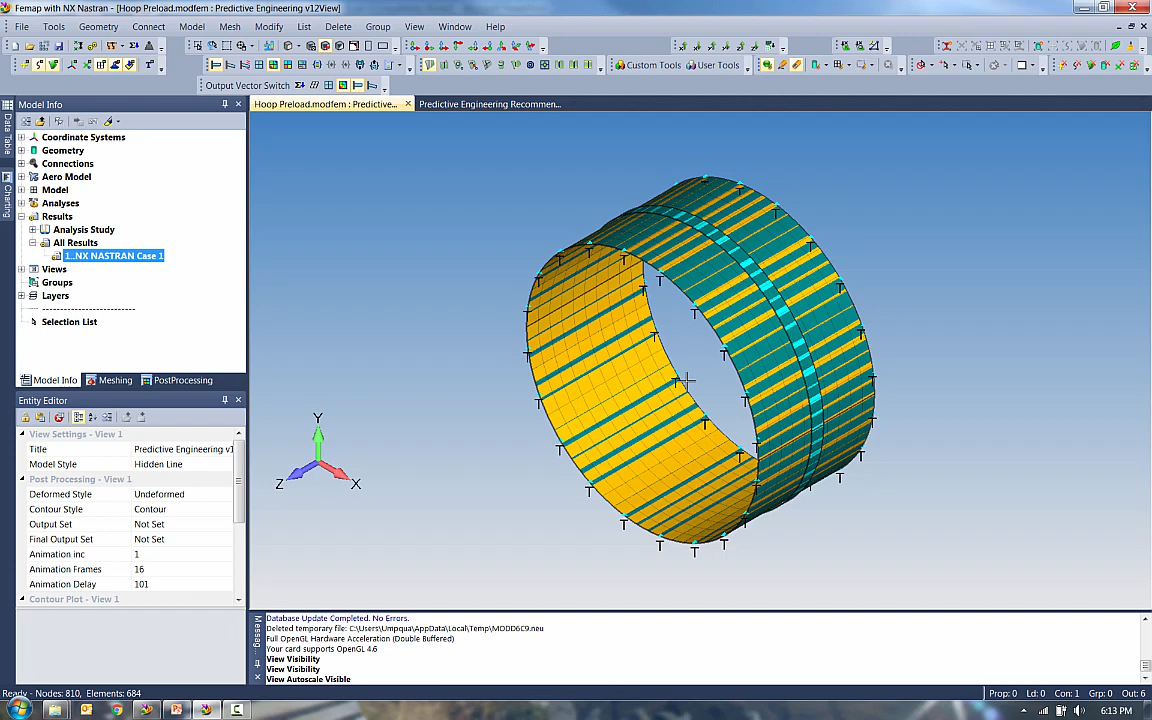 Femap with NX Nastran - [Hoop Preload.modfem : Predictive Engineering v12View]
File Tools Geometry Connect Model Mesh Modify List Delete Group View Window Help
Custom Tools User Tools
Output Vector Switch
Model Info
Hoop Preload.modfem : Predictive... Predictive Engineering Recommen...
Data Table
Charting
Coordinate Systems
Geometry
Connections
Aero Model
Model
Analyses
Results
Analysis Study
All Results
1..NX NASTRAN Case 1
Views
Groups
Layers
Selection List
Model Info Meshing PostProcessing
Entity Editor
View Settings - View 1
Title Predictive Engineering v1
Model Style Hidden Line
Post Processing - View 1
Deformed Style Undeformed
Contour Style Contour
Output Set Not Set
Final Output Set Not Set
Animation inc 1
Animation Frames 16
Animation Delay 101
Contour Plot - View 1
Y
Z X
T T T T T T T T T T
Messag...
Database Update Completed. No Errors.
Deleted temporary file: C:\Users\Umpqua\AppData\Local\Temp\MODD6C9.neu
Full OpenGL Hardware Acceleration (Double Buffered)
Your card supports OpenGL 4.6
View Visibility
View Visibility
View Autoscale Visible
Ready - Nodes: 810, Elements: 684 Prop: 0 Ld: 0 Con: 1 Grp: 0 Out: 6
6:13 PM